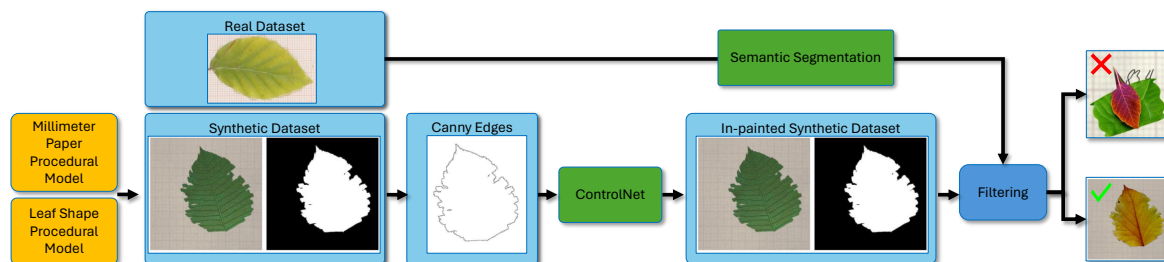 Real Dataset
Semantic Segmentation
Millimeter
Paper
Procedural
Model
Leaf Shape
Procedural
Model
Synthetic Dataset
Canny Edges
ControlNet
In-painted Synthetic Dataset
Filtering